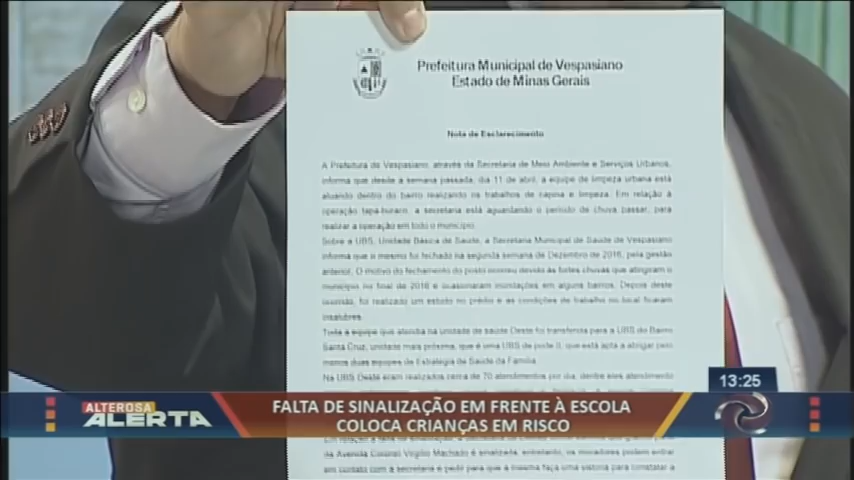 Prefeitura Municipal de Vespasiano
Estado de Minas Gerais
Nota de Esclarecimento
A Prefeitura de Vespasiano, através da Secretaria de Meio Ambiente e Serviços Urbanos,
informa que desde a semana passada, dia 11 de abril, a equipe de limpeza urbana está
atuando dentro do bairro realizando os trabalhos de capina e limpeza. Em relação à
operação tapa-buraco, a secretaria está aguardando o período de chuva passar, para
realizar a operação em todo o município.
Sobre a UBS, Unidade Básica de Saúde, a Secretaria Municipal de Saúde de Vespasiano
informa que o mesmo foi fechado na segunda semana de Dezembro de 2016, pela gestão
anterior. O motivo do fechamento do posto ocorreu devido às fortes chuvas que atingiram o
município no final de 2016 e ocasionaram inundações em alguns bairros. Depois deste
ocorrido, foi realizado um estudo no prédio e as condições de trabalho no local ficaram
insalubres.
Toda a equipe que atendia na unidade de saúde Oeste foi transferida para a UBS do Bairro
Santa Cruz, unidade mais próxima, que é uma UBS de porte II, que está apta a abrigar pelo
menos duas equipes de Estratégia de Saúde da Família.
Na UBS Oeste eram realizados cerca de 70 atendimentos por dia, dentre eles atendimento
13:25
ALTEROSA
ALERTA
FALTA DE SINALIZAÇÃO EM FRENTE À ESCOLA
COLOCA CRIANÇAS EM RISCO
da Avenida Coronel Virgílio Machado é sinalizada, entretanto, os moradores podem entrar
em contato com a secretaria e pedir para que a mesma faça uma vistoria para constatar a